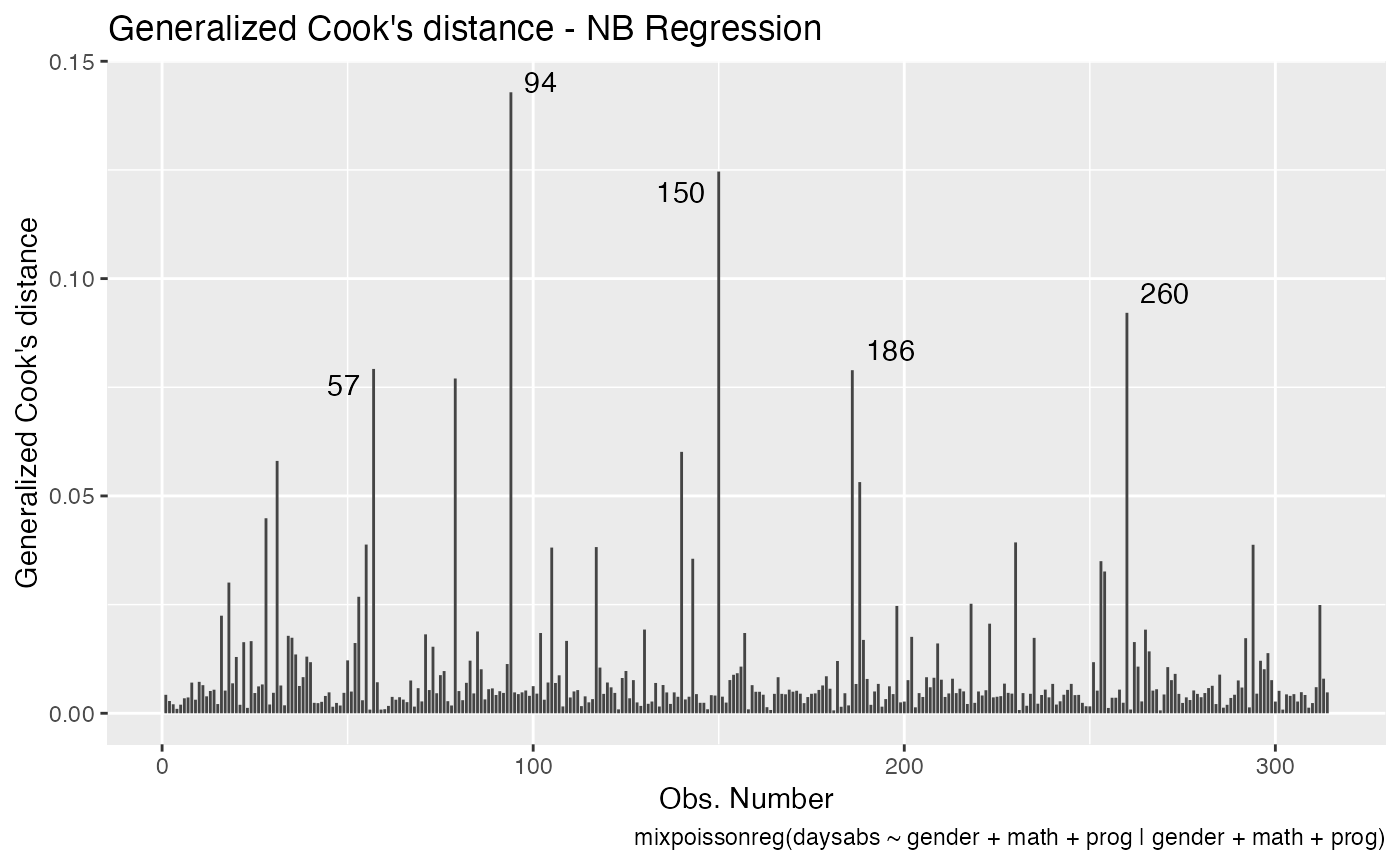 Generalized Cook's distance - NB Regression
Generalized Cook's distance
0.15
0.10
0.05
0.00
94
150
260
186
57
0 100 200 300
Obs. Number
mixpoissonreg(daysabs ~ gender + math + prog | gender + math + prog)